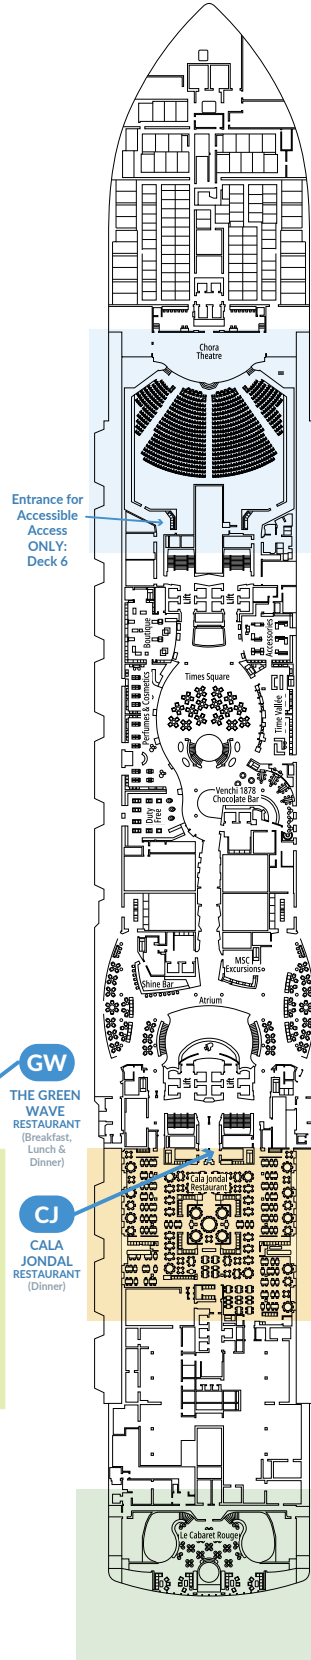 Chora
Theatre
Entrance for
Accessible
Access
ONLY:
Deck 6
Lift
Lift
Boutique
Accessories
Times Square
Perfumes & Cosmetics
Time Vallée
Venchi 1878
Chocolate Bar
Duty
Free
MSC
Excursions
Shine Bar
Atrium
GW
THE GREEN
WAVE
RESTAURANT
(Breakfast,
Lunch &
Dinner)
Lift
Lift
Cala Jondal
Restaurant
CJ
CALA
JONDAL
RESTAURANT
(Dinner)
Le Cabaret Rouge